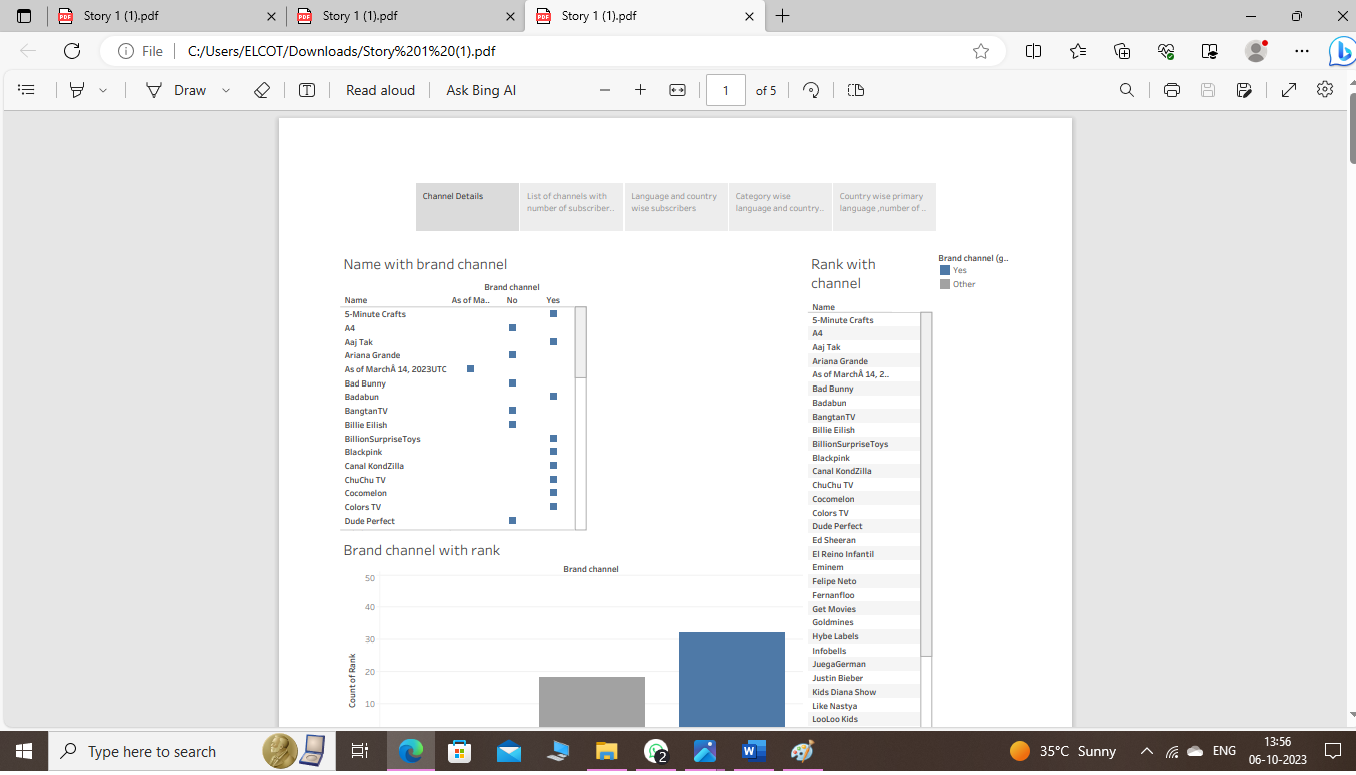 Story 1 (1).pdf
Story 1 (1).pdf
Story 1 (1).pdf
File
C:/Users/ELCOT/Downloads/Story%201%20(1).pdf
Draw
Read aloud
Ask Bing AI
1
of 5
Channel Details
List of channels with
number of subscriber..
Language and country
wise subscribers
Category wise
language and country..
Country wise primary
language ,number of ..
Name with brand channel
Brand channel
Name As of Ma.. No Yes
5-Minute Crafts
A4
Aaj Tak
Ariana Grande
As of MarchÂ 14, 2023UTC
Bad Bunny
Badabun
BangtanTV
Billie Eilish
BillionSurpriseToys
Blackpink
Canal KondZilla
ChuChu TV
Cocomelon
Colors TV
Dude Perfect
Brand channel with rank
Brand channel
50
40
30
20
10
Count of Rank
Rank with
channel
Name
5-Minute Crafts
A4
Aaj Tak
Ariana Grande
As of MarchÂ 14, 2..
Bad Bunny
Badabun
BangtanTV
Billie Eilish
BillionSurpriseToys
Blackpink
Canal KondZilla
ChuChu TV
Cocomelon
Colors TV
Dude Perfect
Ed Sheeran
El Reino Infantil
Eminem
Felipe Neto
Fernanfloo
Get Movies
Goldmines
Hybe Labels
Infobells
JuegaGerman
Justin Bieber
Kids Diana Show
Like Nastya
LooLoo Kids
Brand channel (g..
Yes
Other
Type here to search
2
35°C Sunny
ENG
13:56
06-10-2023